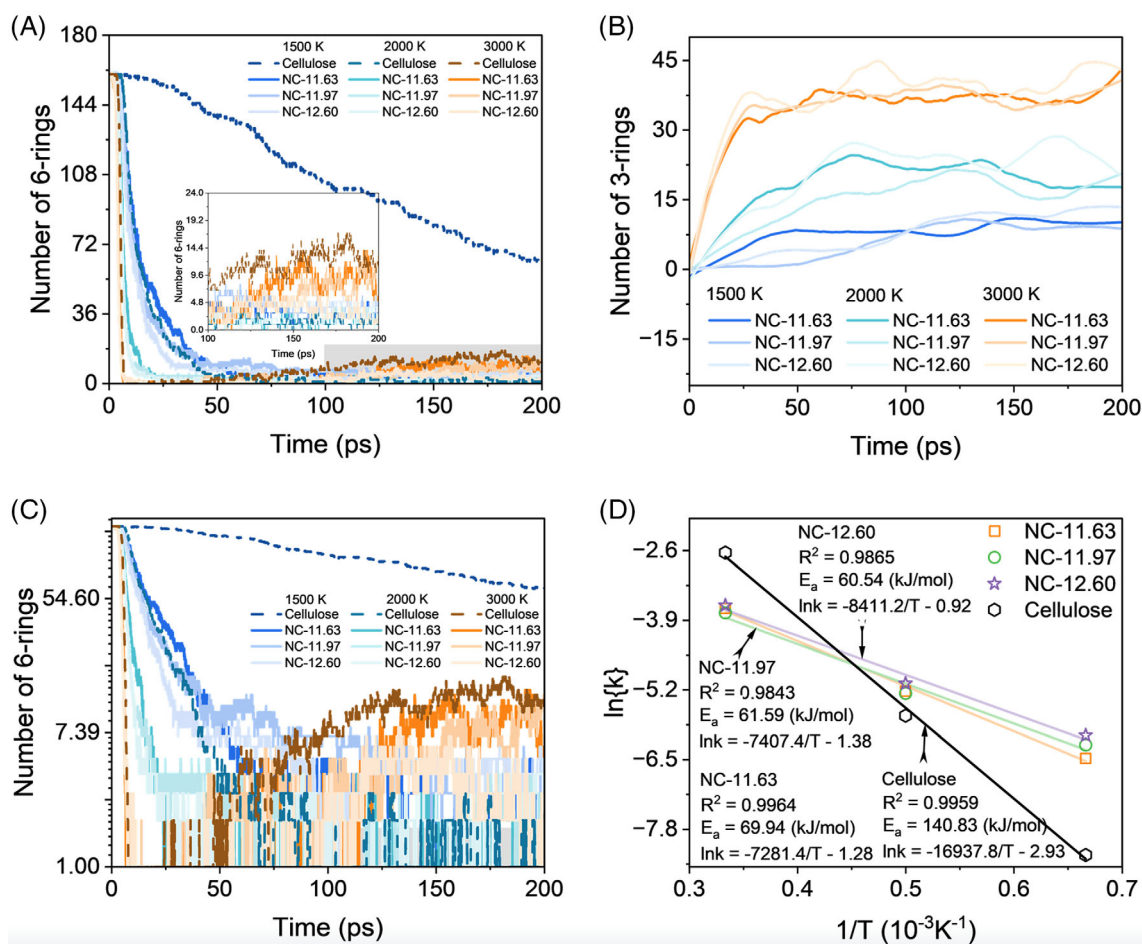 (A)
180
144
108
72
36
0
Number of 6-rings
1500 K 2000 K 3000 K
Cellulose Cellulose Cellulose
NC-11.63 NC-11.63 NC-11.63
NC-11.97 NC-11.97 NC-11.97
NC-12.60 NC-12.60 NC-12.60
24.0
19.2
14.4
9.6
4.8
0.0
Number of 6-rings
100 150 200
Time (ps)
0 50 100 150 200
Time (ps)
(B)
45
30
15
0
−15
Number of 3-rings
1500 K 2000 K 3000 K
NC-11.63 NC-11.63 NC-11.63
NC-11.97 NC-11.97 NC-11.97
NC-12.60 NC-12.60 NC-12.60
0 50 100 150 200
Time (ps)
(C)
54.60
7.39
1.00
Number of 6-rings
1500 K 2000 K 3000 K
Cellulose Cellulose Cellulose
NC-11.63 NC-11.63 NC-11.63
NC-11.97 NC-11.97 NC-11.97
NC-12.60 NC-12.60 NC-12.60
0 50 100 150 200
Time (ps)
(D)
−2.6
−3.9
−5.2
−6.5
−7.8
ln{k}
NC-12.60
R² = 0.9865
Eₐ = 60.54 (kJ/mol)
lnk = -8411.2/T - 0.92
NC-11.63
NC-11.97
NC-12.60
Cellulose
NC-11.97
R² = 0.9843
Eₐ = 61.59 (kJ/mol)
lnk = -7407.4/T - 1.38
NC-11.63
R² = 0.9964
Eₐ = 69.94 (kJ/mol)
lnk = -7281.4/T - 1.28
Cellulose
R² = 0.9959
Eₐ = 140.83 (kJ/mol)
lnk = -16937.8/T - 2.93
0.3 0.4 0.5 0.6 0.7
1/T (10⁻³K⁻¹)